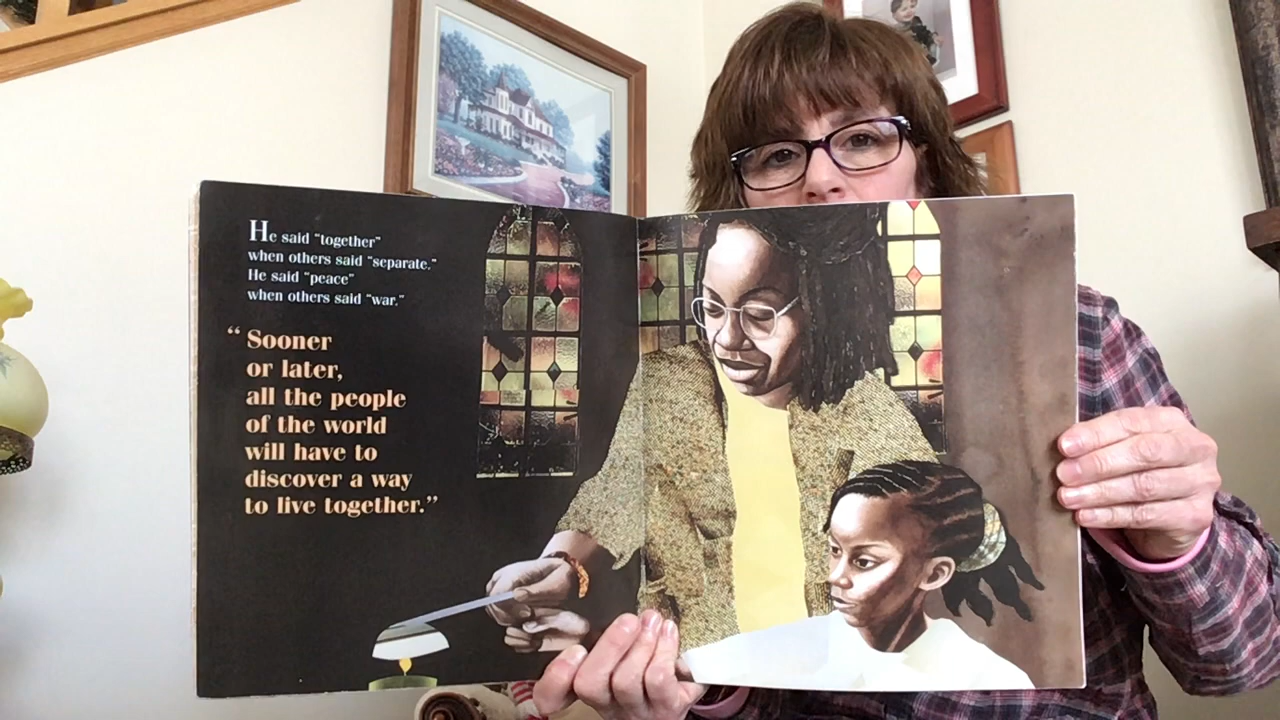 He said “together”
when others said “separate.”
He said “peace”
when others said “war.”
“Sooner
or later,
all the people
of the world
will have to
discover a way
to live together.”